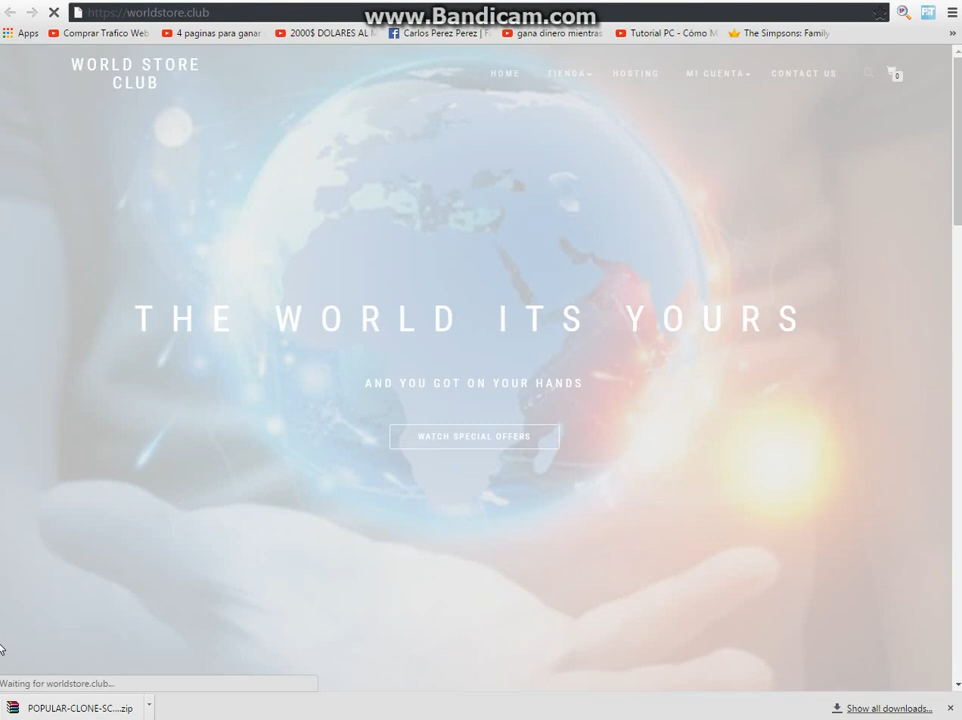 https://worldstore.club
www.Bandicam.com
Apps
Comprar Trafico Web
4 paginas para ganar
2000$ DOLARES AL M
Carlos Perez Perez | F
gana dinero mientras
Tutorial PC - Cómo M
The Simpsons: Family
»
WORLD STORE
CLUB
HOME
TIENDA
HOSTING
MI CUENTA
CONTACT US
0
THE WORLD ITS YOURS
AND YOU GOT ON YOUR HANDS
WATCH SPECIAL OFFERS
Waiting for worldstore.club...
POPULAR-CLONE-SC....zip
Show all downloads...